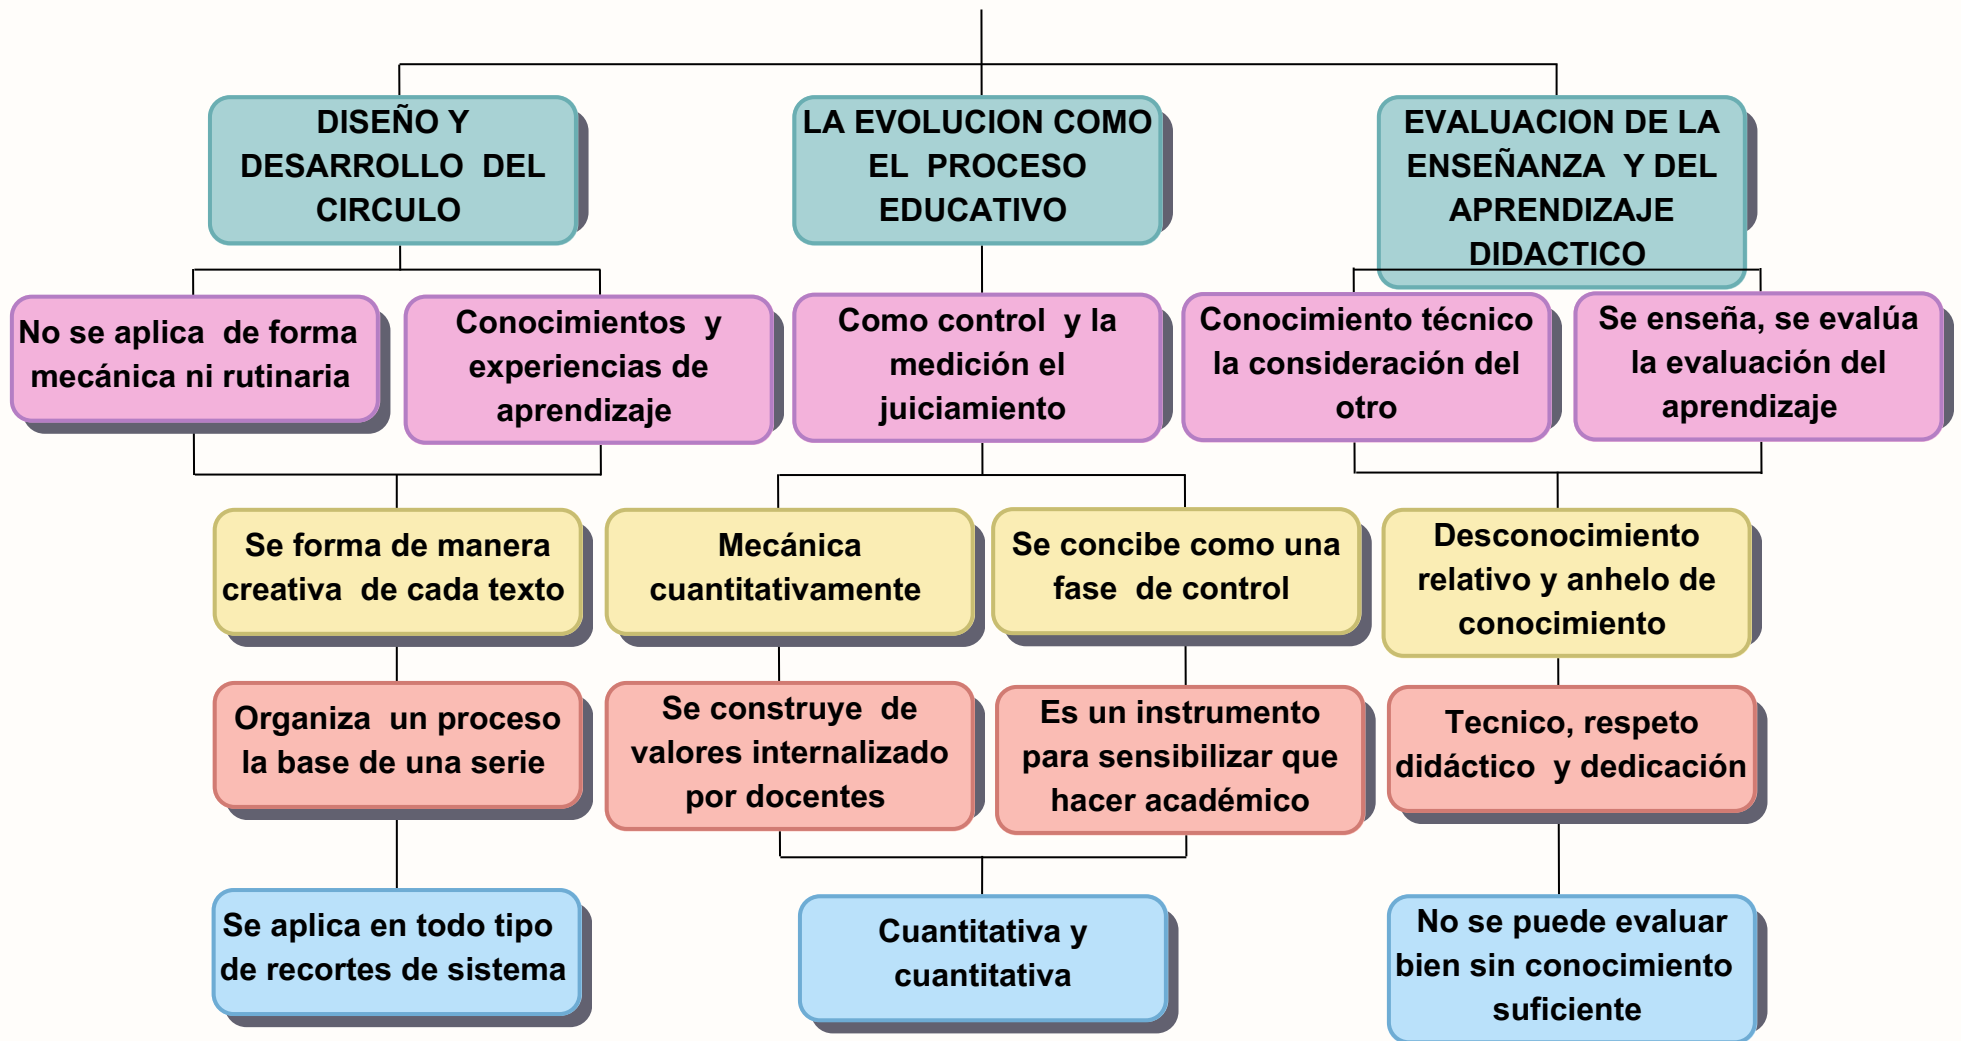 DISEÑO Y
DESARROLLO DEL
CIRCULO
LA EVOLUCION COMO
EL PROCESO
EDUCATIVO
EVALUACION DE LA
ENSEÑANZA Y DEL
APRENDIZAJE
DIDACTICO
No se aplica de forma
mecánica ni rutinaria
Conocimientos y
experiencias de
aprendizaje
Como control y la
medición el
juiciamiento
Conocimiento técnico
la consideración del
otro
Se enseña, se evalúa
la evaluación del
aprendizaje
Se forma de manera
creativa de cada texto
Mecánica
cuantitativamente
Se concibe como una
fase de control
Desconocimiento
relativo y anhelo de
conocimiento
Organiza un proceso
la base de una serie
Se construye de
valores internalizado
por docentes
Es un instrumento
para sensibilizar que
hacer académico
Tecnico, respeto
didáctico y dedicación
Se aplica en todo tipo
de recortes de sistema
Cuantitativa y
cuantitativa
No se puede evaluar
bien sin conocimiento
suficiente